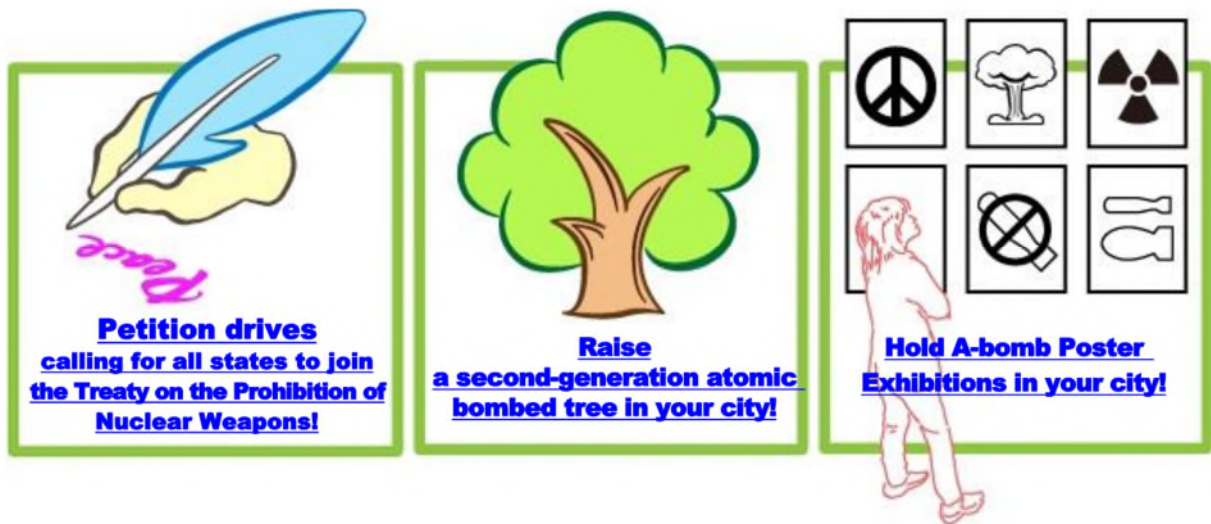 Peace
Petition drives
calling for all states to join
the Treaty on the Prohibition of
Nuclear Weapons!
Raise
a second-generation atomic
bombed tree in your city!
Hold A-bomb Poster
Exhibitions in your city!